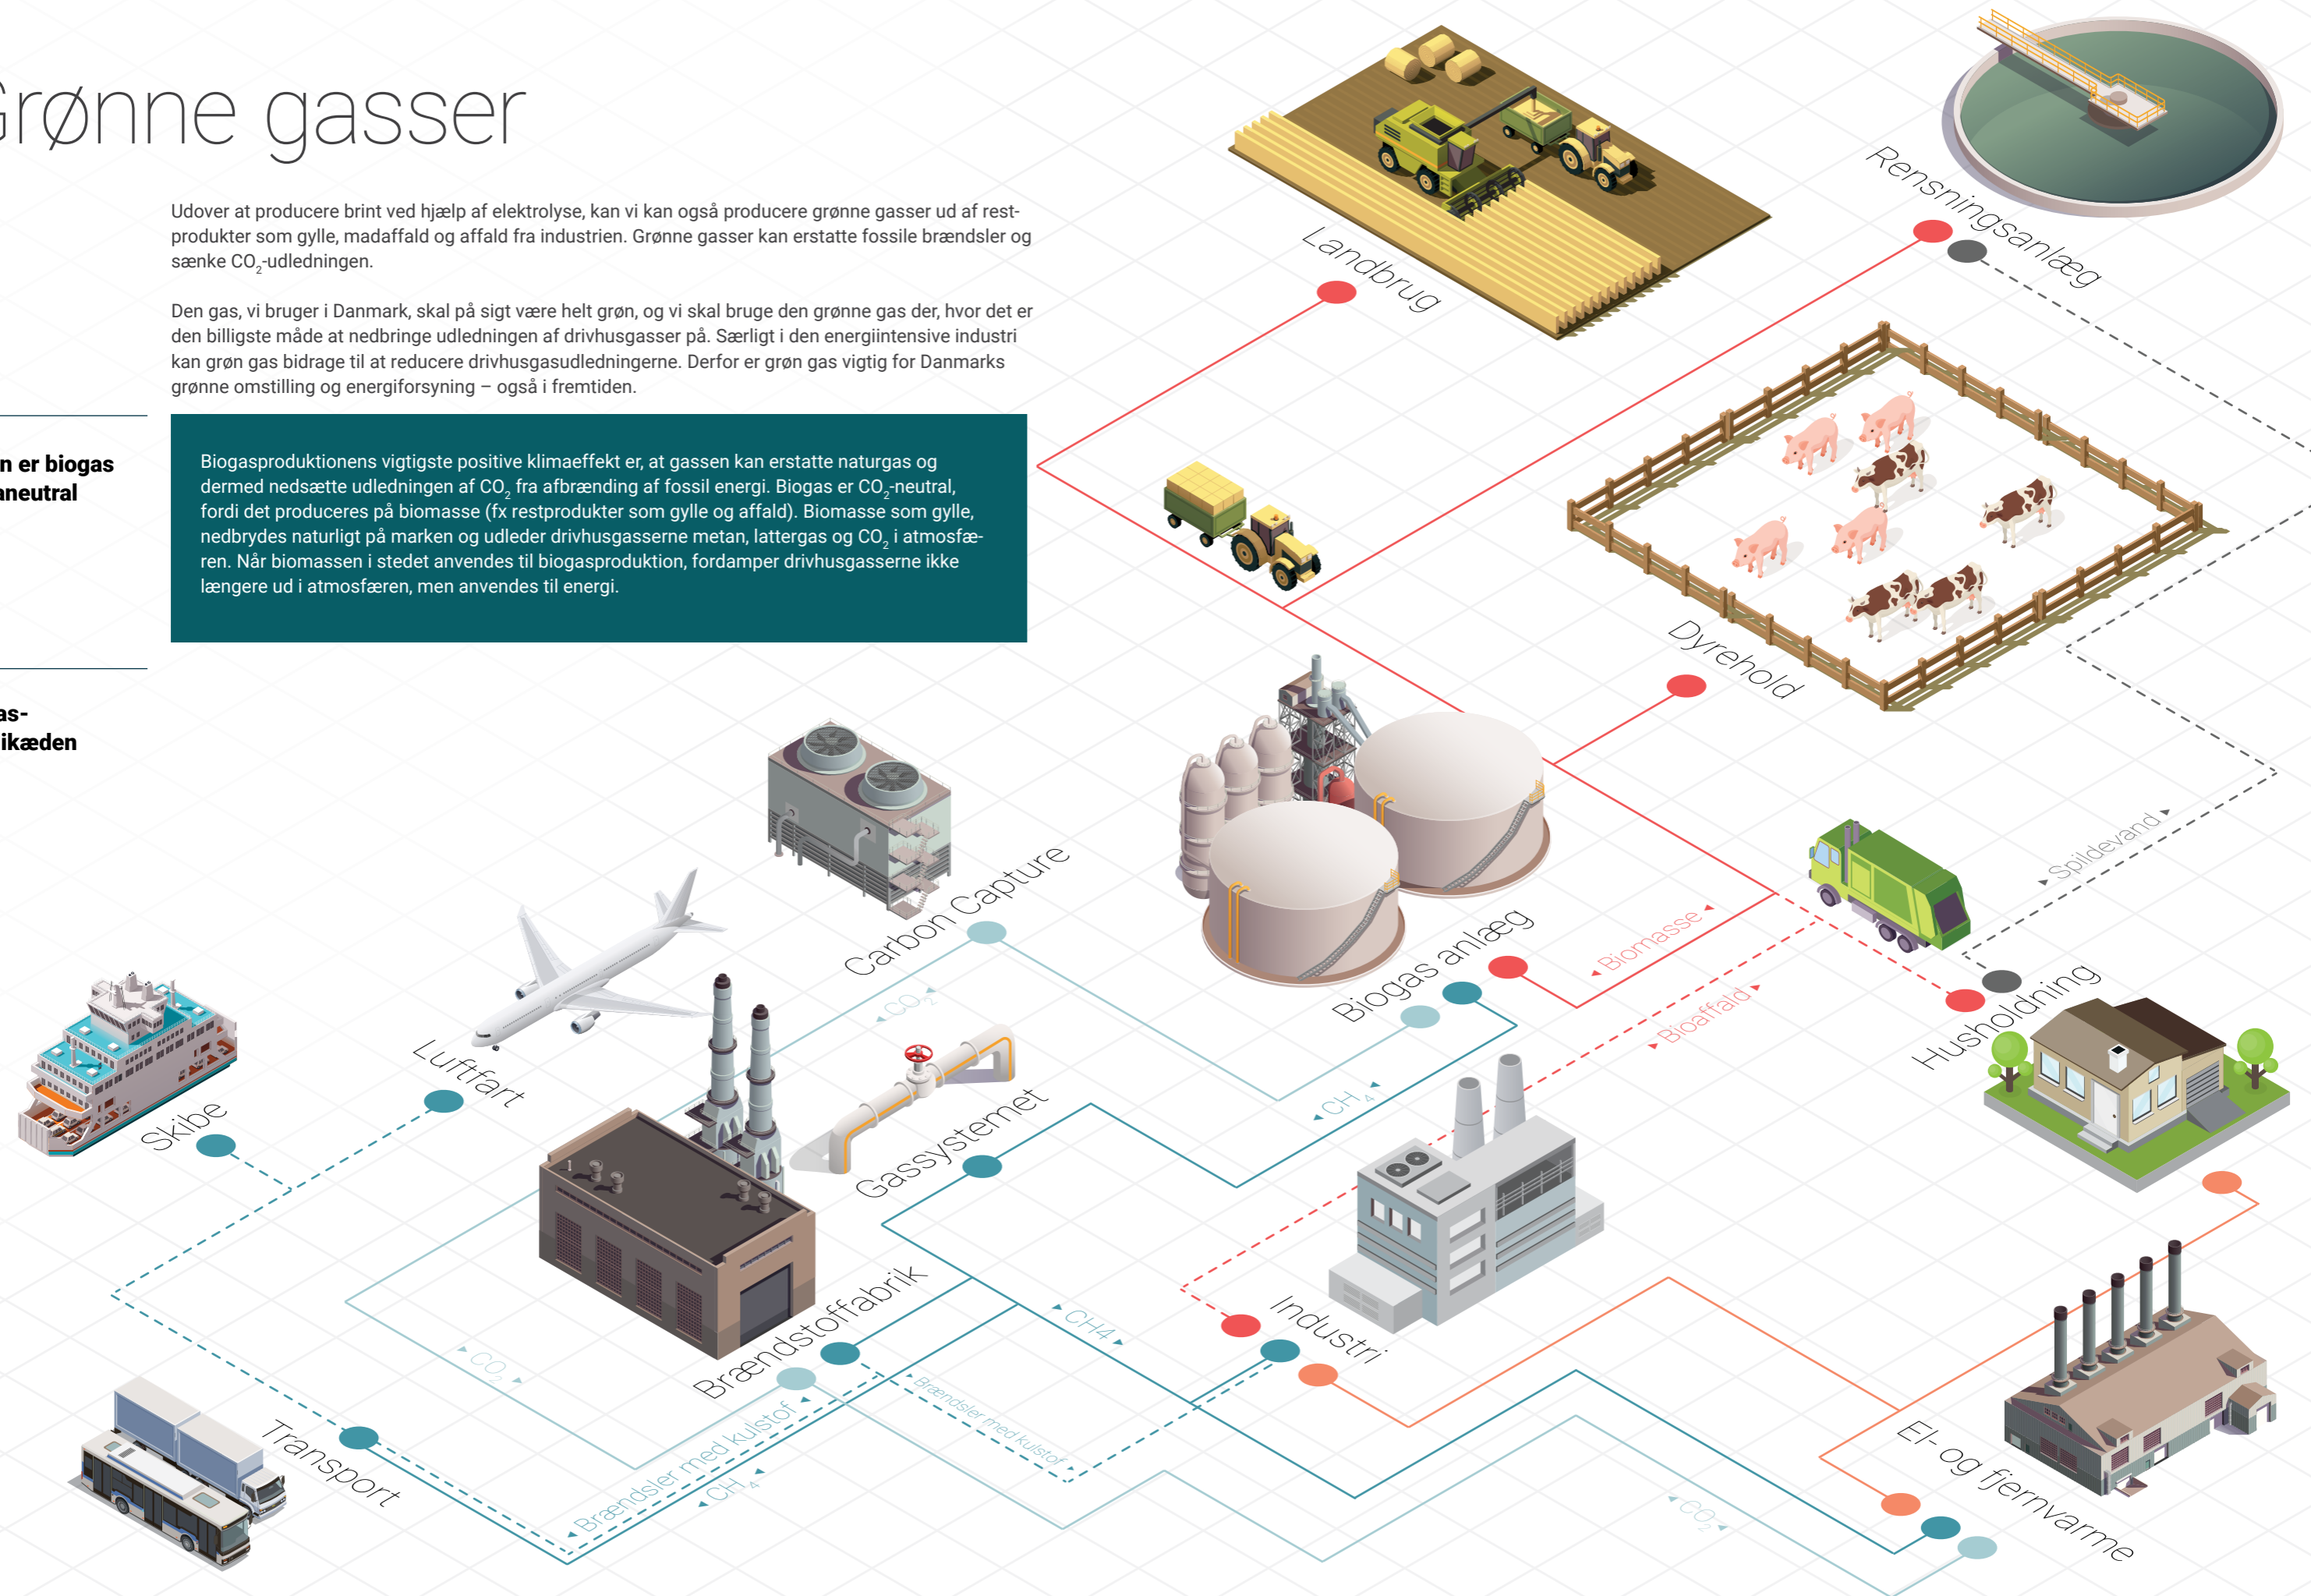 Grønne gasser
Udover at producere brint ved hjælp af elektrolyse, kan vi kan også producere grønne gasser ud af rest-
produkter som gylle, madaffald og affald fra industrien. Grønne gasser kan erstatte fossile brændsler og
sænke CO₂-udledningen.
Den gas, vi bruger i Danmark, skal på sigt være helt grøn, og vi skal bruge den grønne gas der, hvor det er
den billigste måde at nedbringe udledningen af drivhusgasser på. Særligt i den energiintensive industri
kan grøn gas bidrage til at reducere drivhusgasudledningerne. Derfor er grøn gas vigtig for Danmarks
grønne omstilling og energiforsyning – også i fremtiden.
n er biogas
aneutral
Biogasproduktionens vigtigste positive klimaeffekt er, at gassen kan erstatte naturgas og
dermed nedsætte udledningen af CO₂ fra afbrænding af fossil energi. Biogas er CO₂-neutral,
fordi det produceres på biomasse (fx restprodukter som gylle og affald). Biomasse som gylle,
nedbrydes naturligt på marken og udleder drivhusgasserne metan, lattergas og CO₂ i atmosfæ-
ren. Når biomassen i stedet anvendes til biogasproduktion, fordamper drivhusgasserne ikke
længere ud i atmosfæren, men anvendes til energi.
as-
ikæden
Landbrug
Rensningsanlæg
Dyrehold
Spildevand
Carbon Capture
Biogas anlæg
Biomasse
Bioaffald
Husholdning
CO₂
Luftfart
Skibe
Gassystemet
CH₄
Brændstoffabrik
CH4
Industri
CO₂
Transport
Brændsler med kulstof
CH₄
Brændsler med kulstof
El- og fjernvarme
CO₂